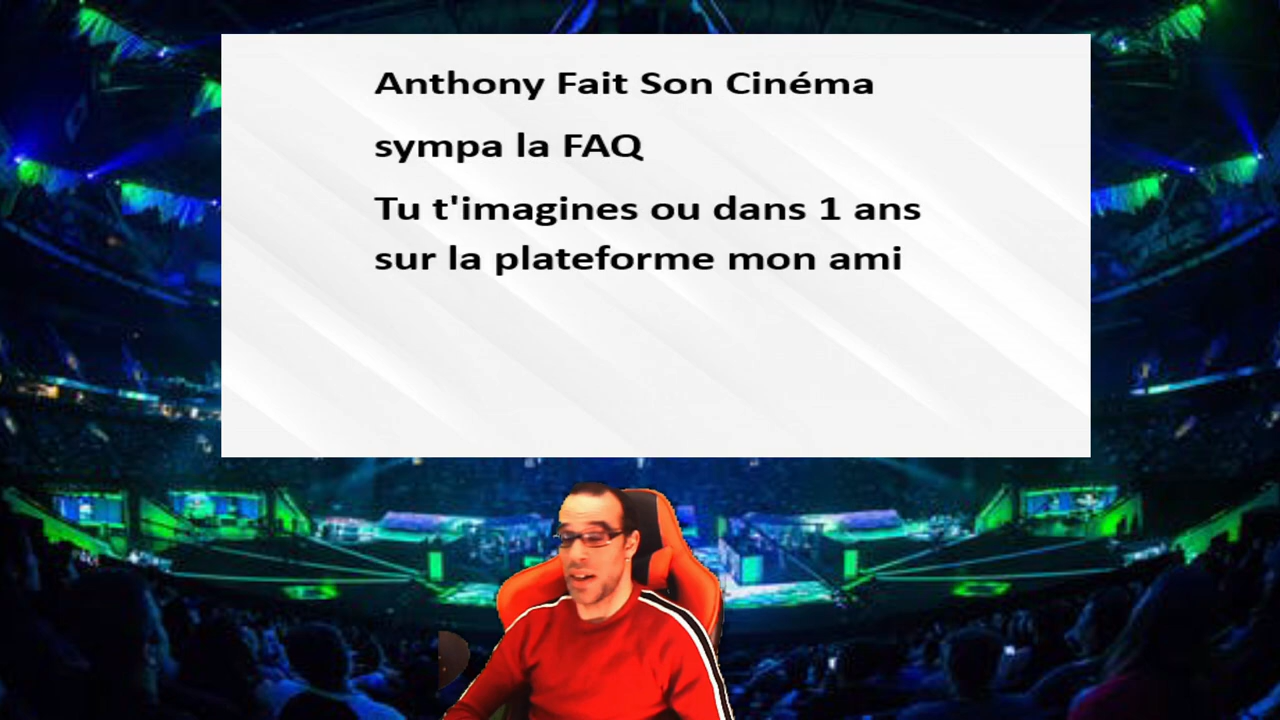 Anthony Fait Son Cinéma
sympa la FAQ
Tu t'imagines ou dans 1 ans
sur la plateforme mon ami